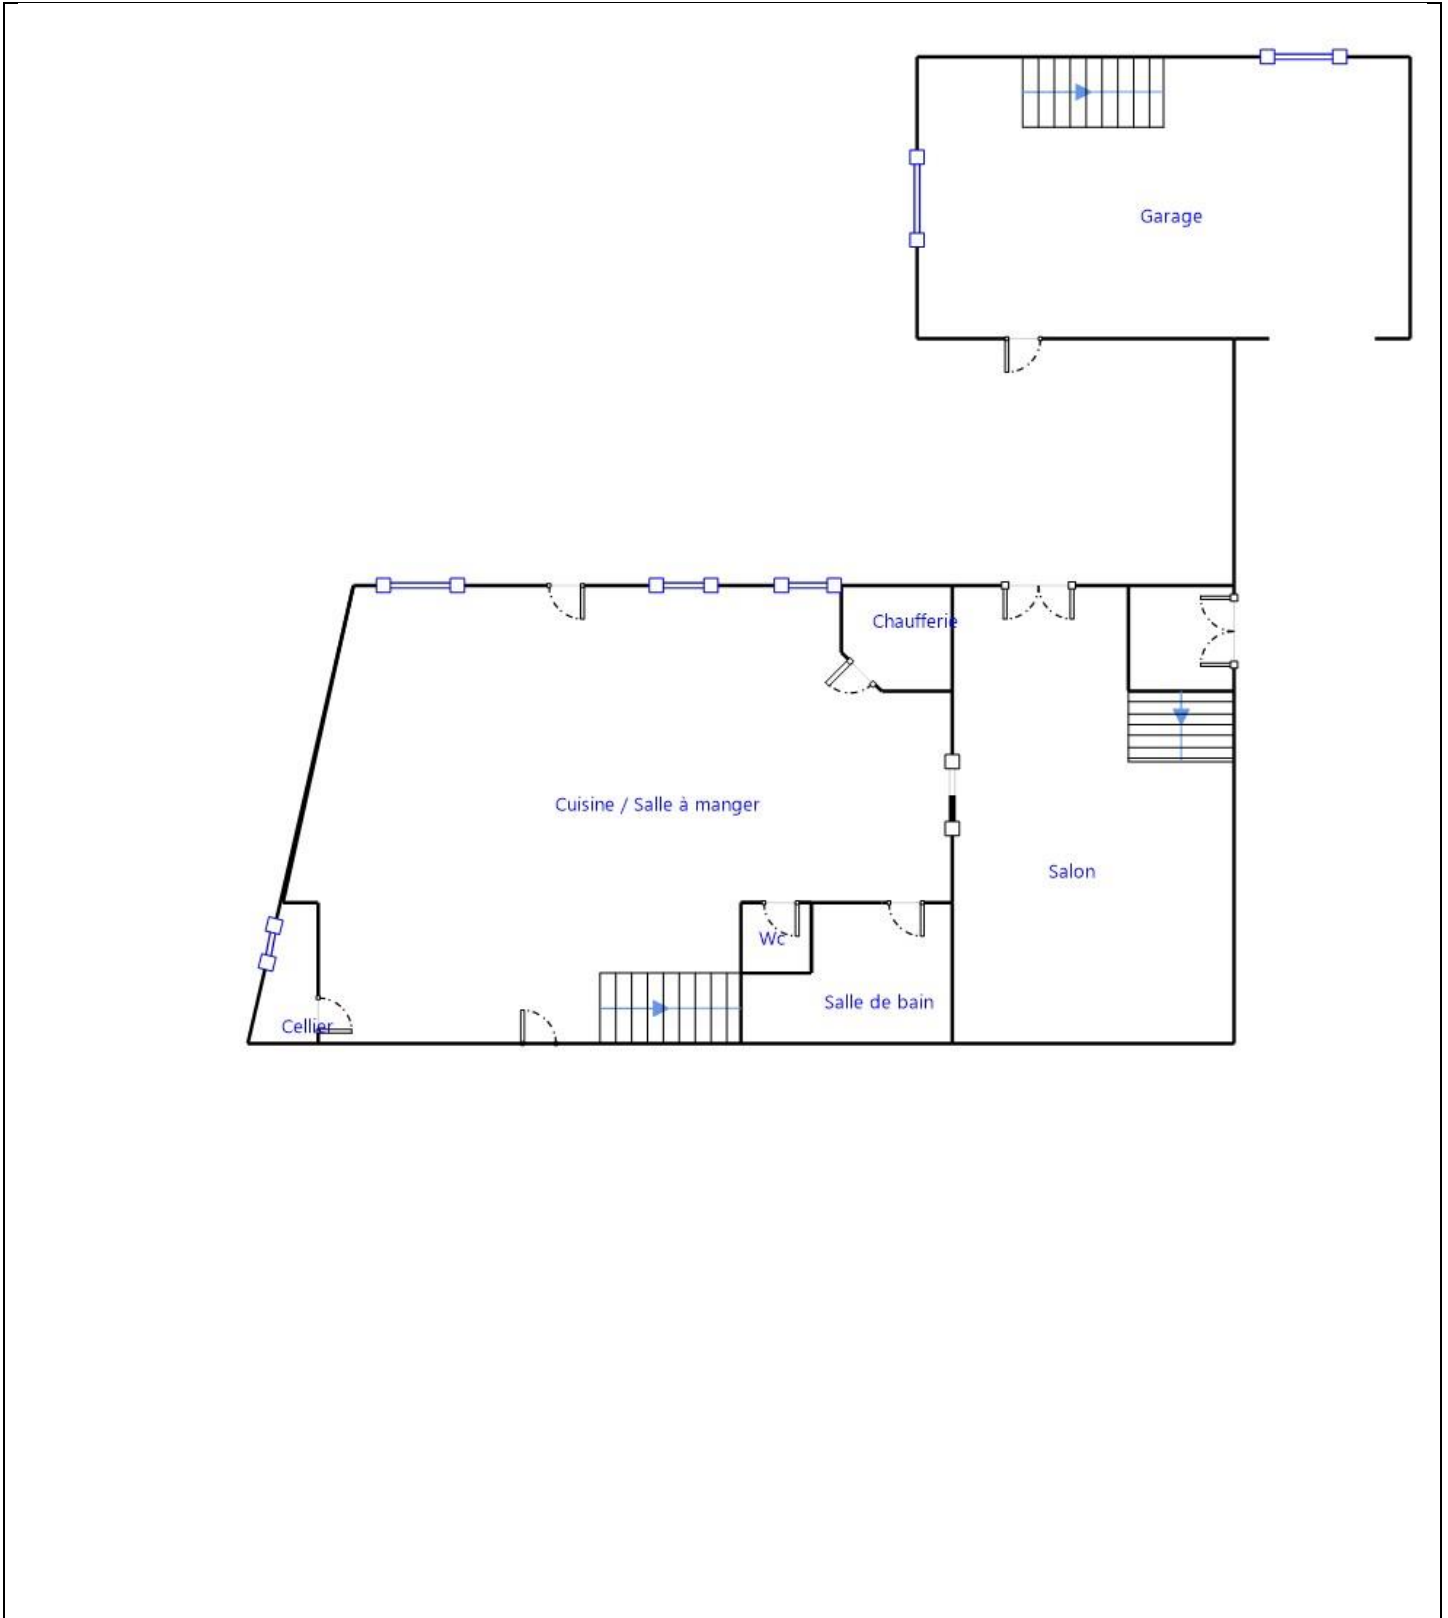 Garage
Chaufferie
Cuisine / Salle à manger
Salon
Wc
Salle de bain
Cellier